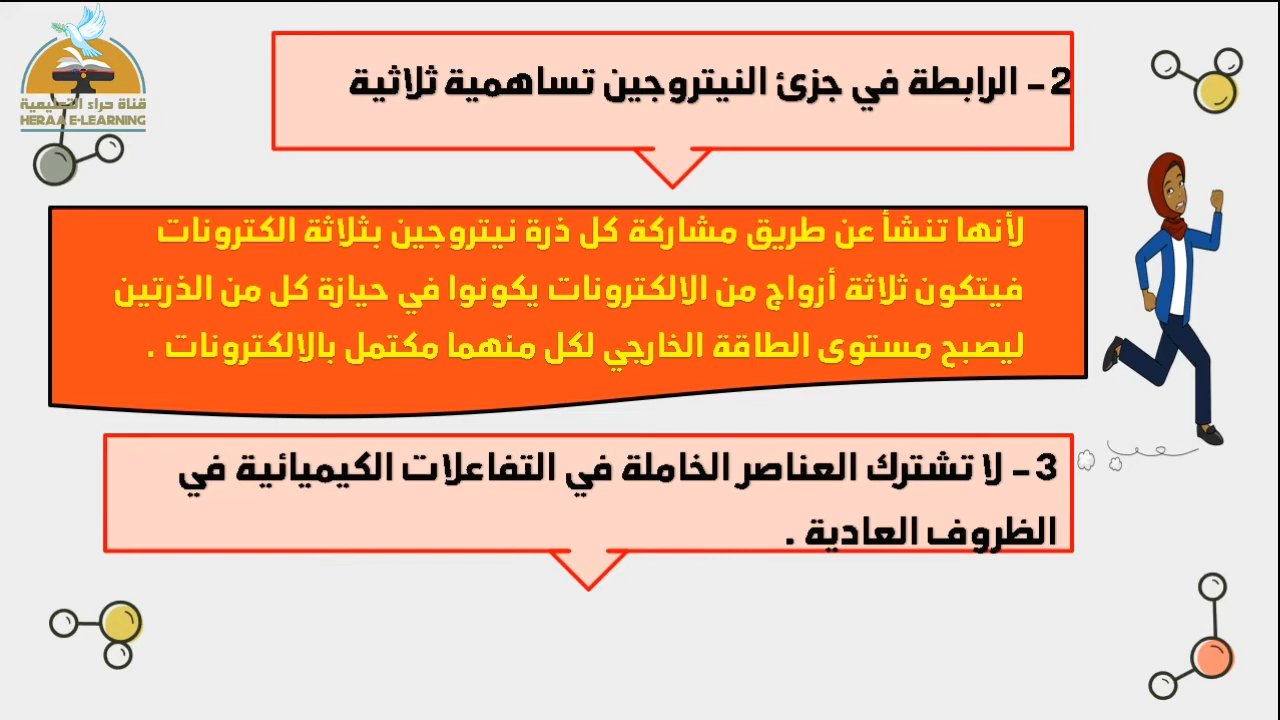 قناة حراء التعليمية
HERAA E-LEARNING
2- الرابطة في جزئ النيتروجين تساهمية ثلاثية
لأنها تنشأ عن طريق مشاركة كل ذرة نيتروجين بثلاثة الكترونات
فيتكون ثلاثة أزواج من الالكترونات يكونوا في حيازة كل من الذرتين
ليصبح مستوى الطاقة الخارجي لكل منهما مكتمل بالإلكترونات .
3- لا تشترك العناصر الخاملة في التفاعلات الكيميائية في
الظروف العادية .